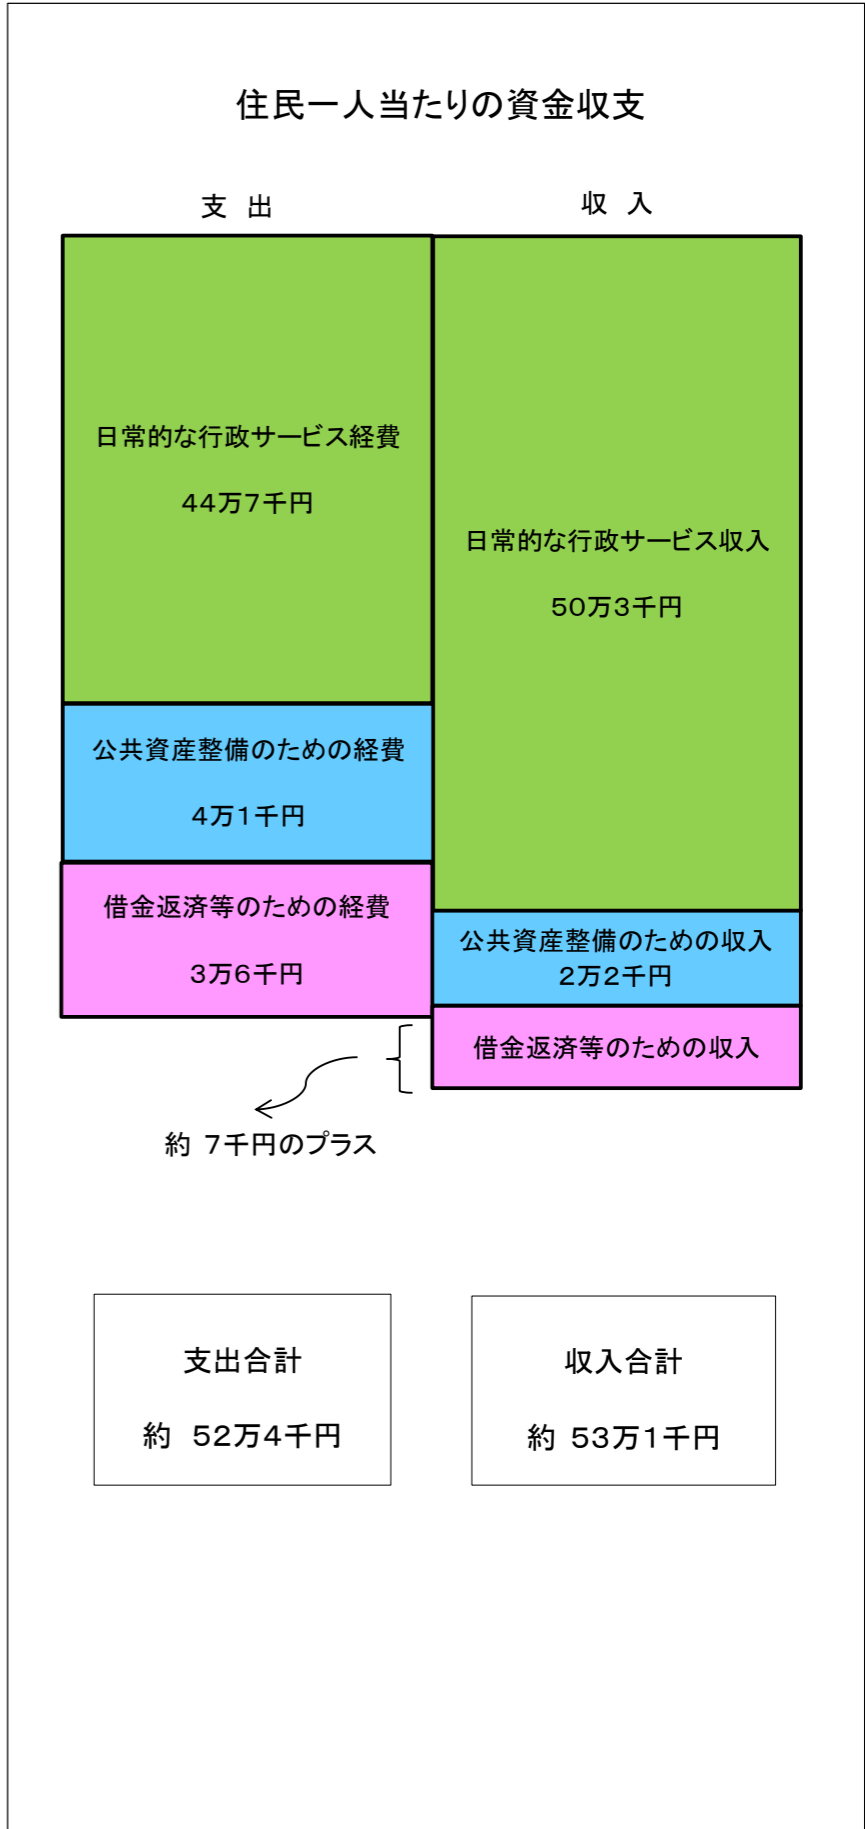 住民一人当たりの資金収支
支 出
収 入
日常的な行政サービス経費
44万7千円
公共資産整備のための経費
4万1千円
借金返済等のための経費
3万6千円
日常的な行政サービス収入
50万3千円
公共資産整備のための収入
2万2千円
借金返済等のための収入
約 7千円のプラス
支出合計
約 52万4千円
収入合計
約 53万1千円